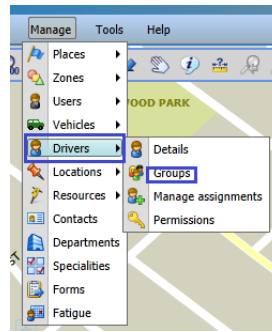 Manage Tools Help
Places
Zones
Users
OOD PARK
Vehicles
Drivers
Details
Groups
Locations
Resources
Manage assignments
Contacts
Permissions
Departments
Specialities
Forms
Fatigue